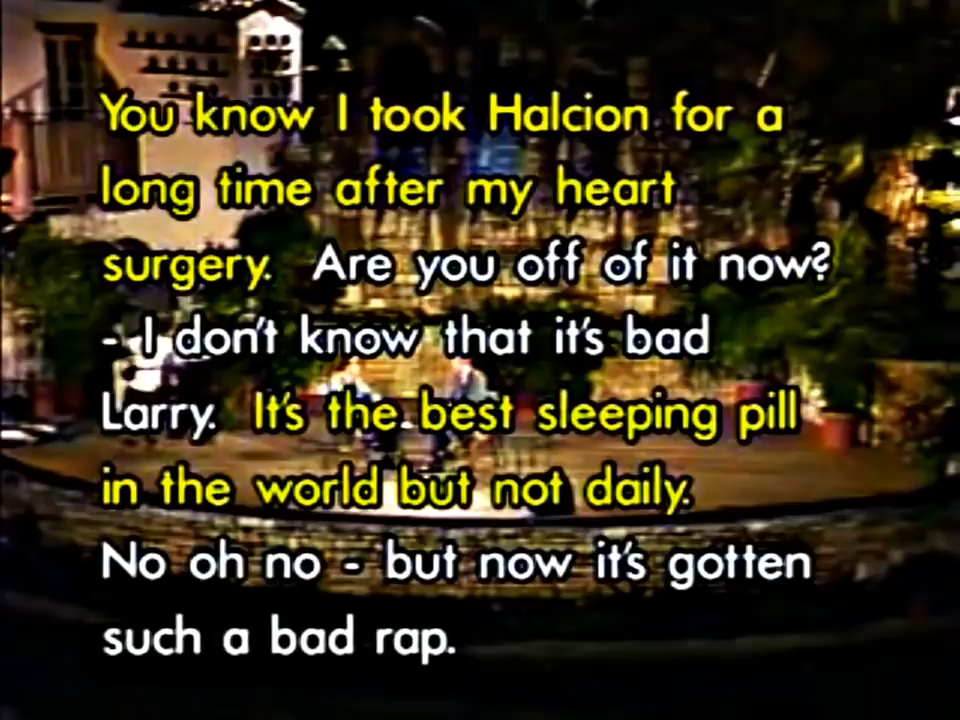 You know I took Halcion for a
long time after my heart
surgery. Are you off of it now?
- I don't know that it's bad
Larry. It's the best sleeping pill
in the world but not daily.
No oh no - but now it's gotten
such a bad rap.